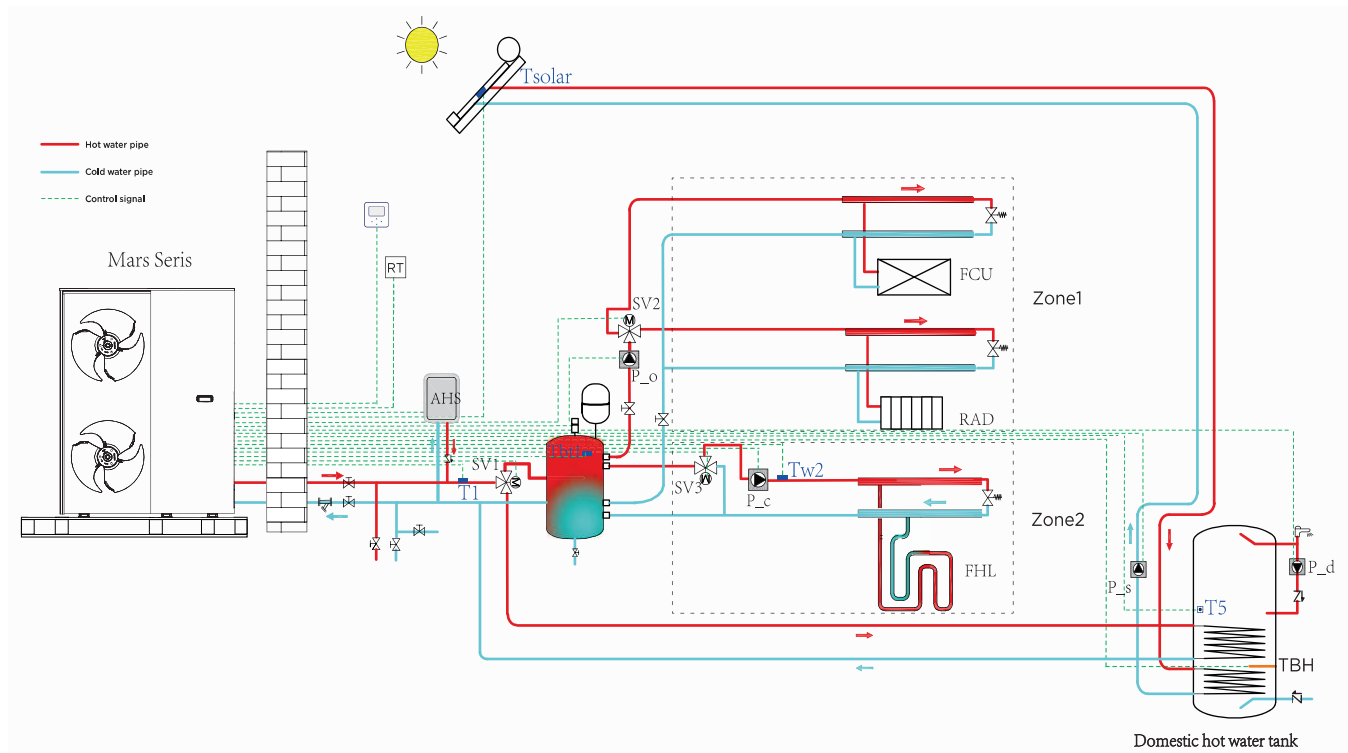 Tsolar
Hot water pipe
Cold water pipe
Control signal
Mars Seris
RT
FCU
Zone1
SV2
M
P_o
AHS
RAD
SV1
M
T1
SV3
M
P_c
Tw2
Zone2
FHL
P_s
P_d
T5
TBH
Domestic hot water tank